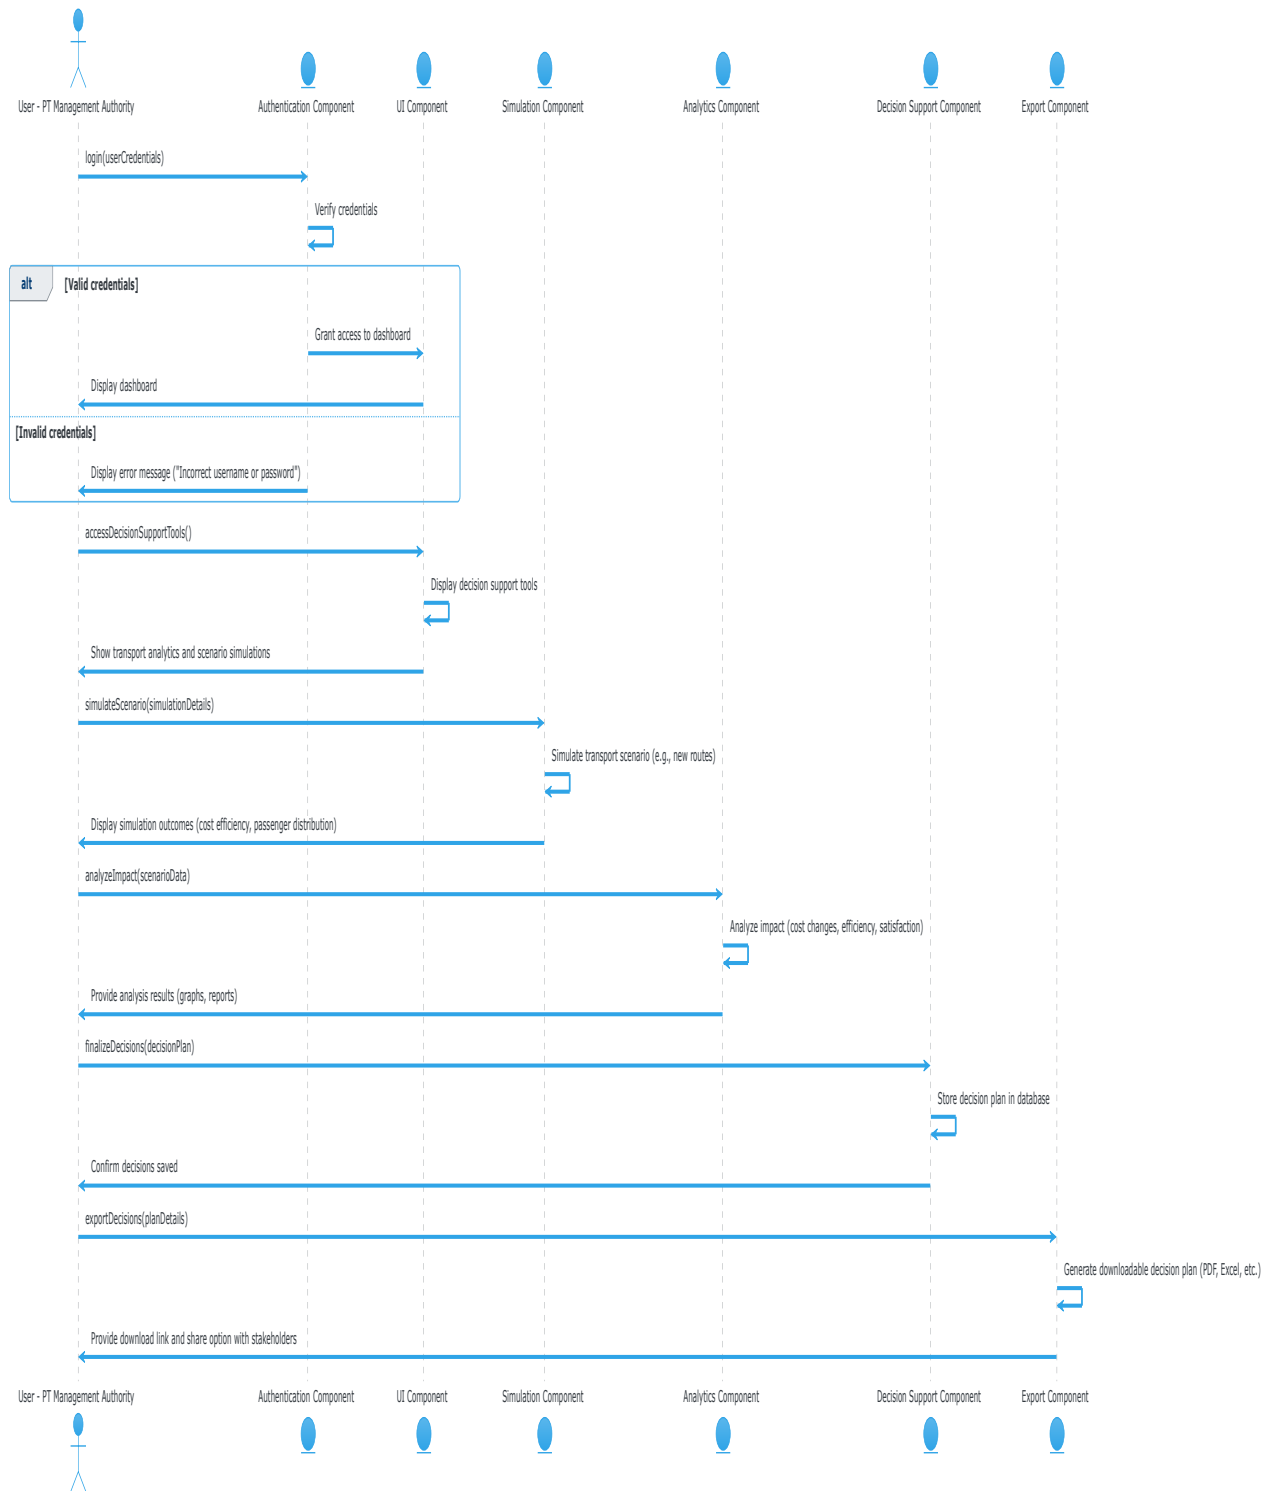 User - PT Management Authority
Authentication Component
UI Component
Simulation Component
Analytics Component
Decision Support Component
Export Component
login(userCredentials)
Verify credentials
alt
[Valid credentials]
Grant access to dashboard
Display dashboard
[Invalid credentials]
Display error message ("Incorrect username or password")
accessDecisionSupportTools()
Display decision support tools
Show transport analytics and scenario simulations
simulateScenario(simulationDetails)
Simulate transport scenario (e.g., new routes)
Display simulation outcomes (cost efficiency, passenger distribution)
analyzeImpact(scenarioData)
Analyze impact (cost changes, efficiency, satisfaction)
Provide analysis results (graphs, reports)
finalizeDecisions(decisionPlan)
Store decision plan in database
Confirm decisions saved
exportDecisions(planDetails)
Generate downloadable decision plan (PDF, Excel, etc.)
Provide download link and share option with stakeholders
User - PT Management Authority
Authentication Component
UI Component
Simulation Component
Analytics Component
Decision Support Component
Export Component